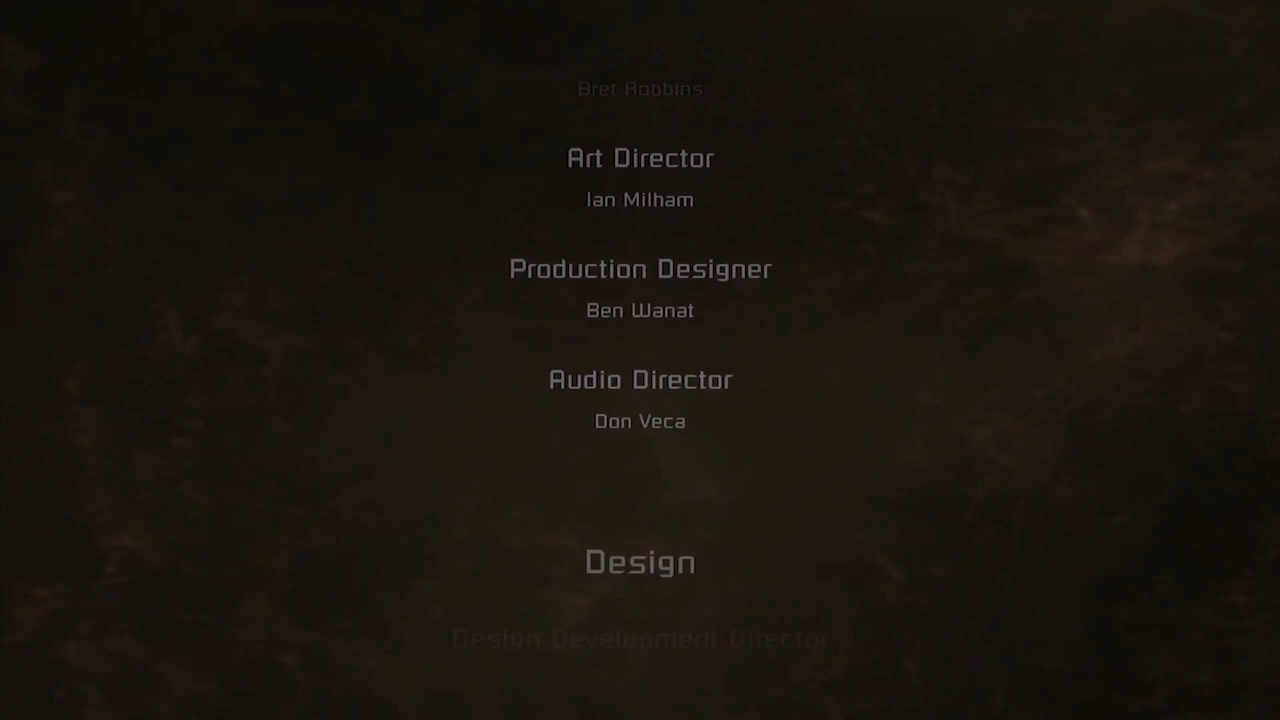 Bret Robbins
Art Director
Ian Milham
Production Designer
Ben Wanat
Audio Director
Don Veca
Design
Design Development Director